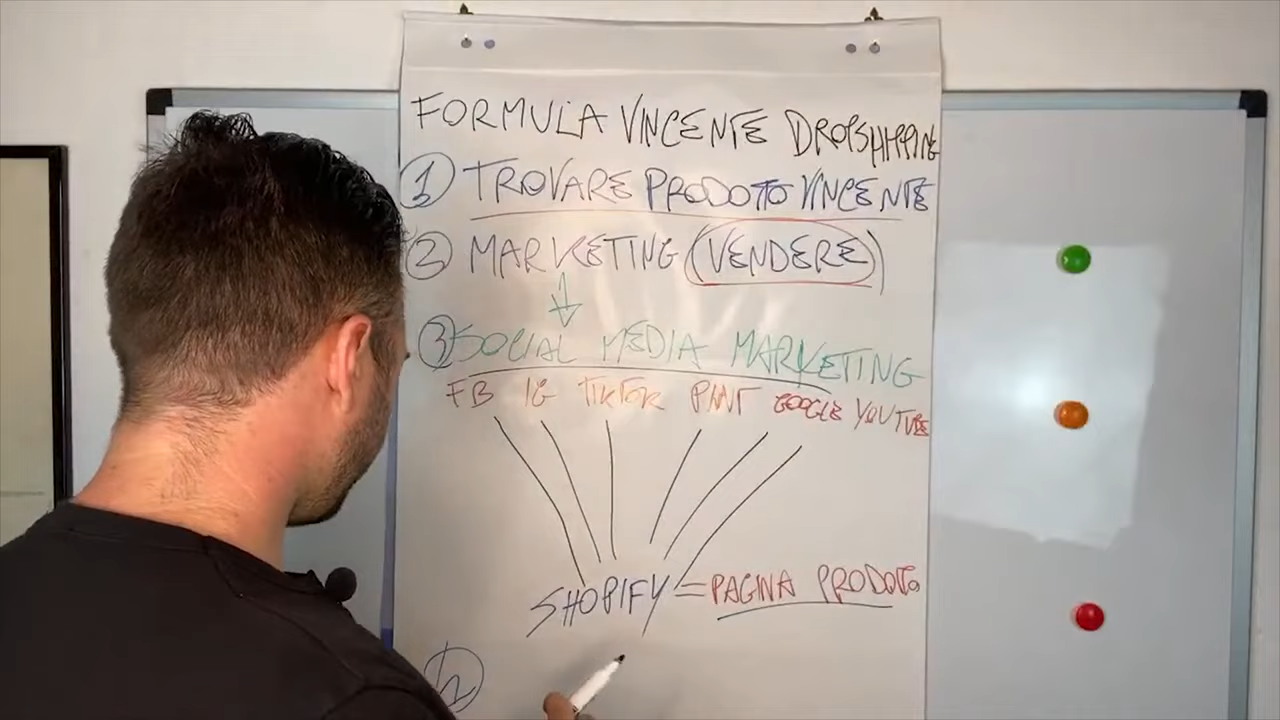 FORMULA VINCENTE DROPSHIPPING
1 TROVARE PRODOTTO VINCENTE
2 MARKETING (VENDERE)
3 SOCIAL MEDIA MARKETING
FB IG TIKTOK PINT GOOGLE YOUTUBE
SHOPIFY = PAGINA PRODOTTO